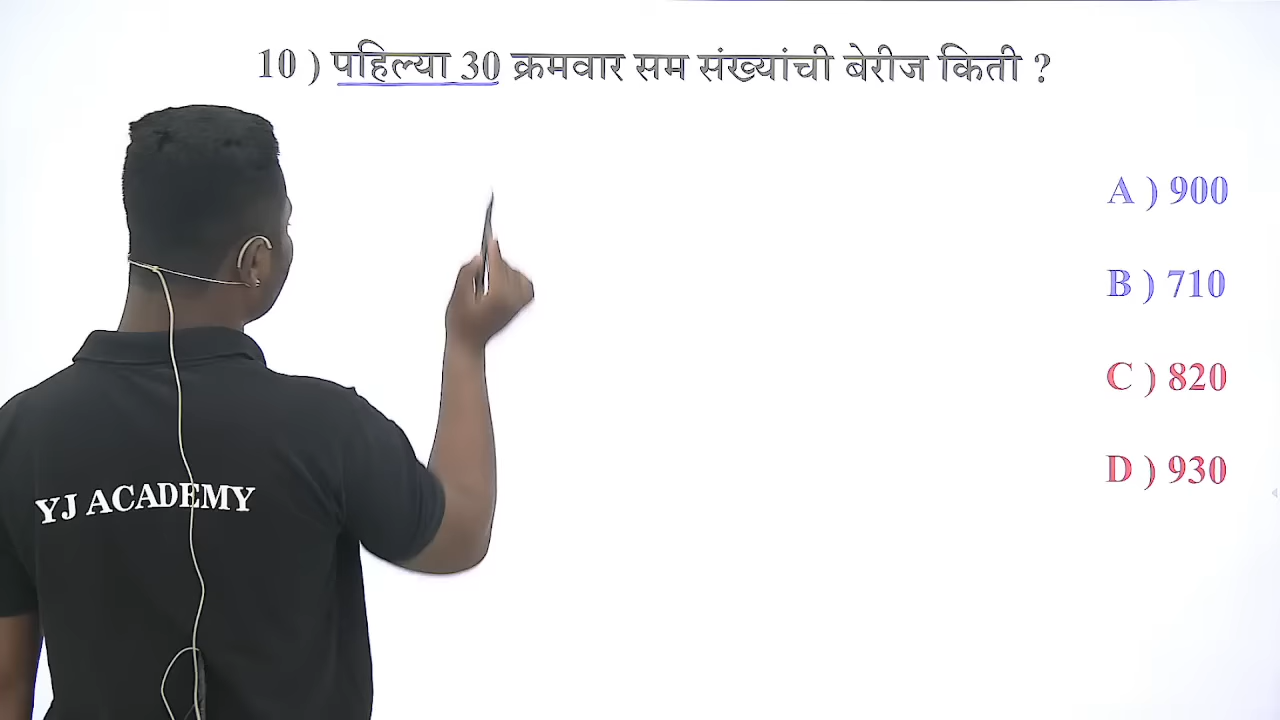 10 ) पहिल्या 30 क्रमवार सम संख्यांची बेरीज किती ?
A ) 900
B ) 710
C ) 820
D ) 930
YJ ACADEMY